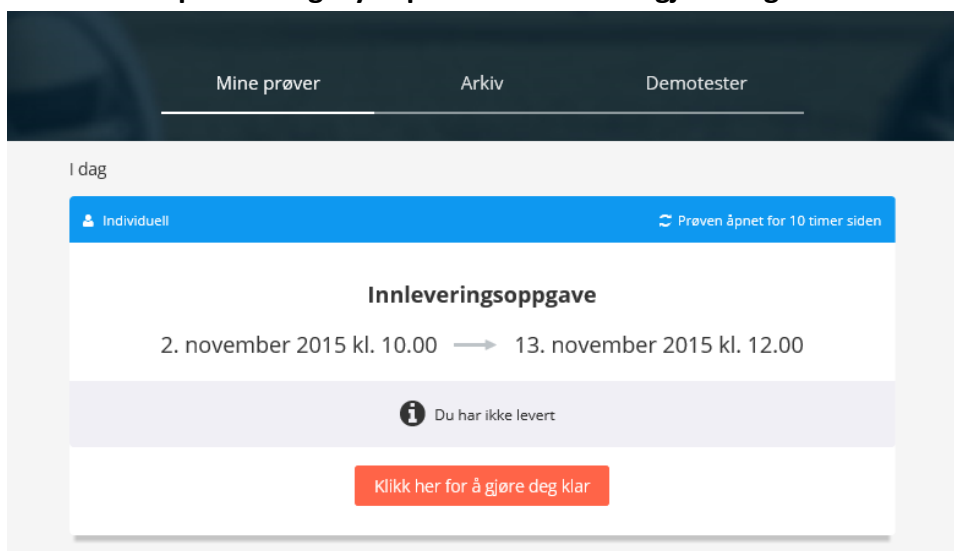 Mine prøver Arkiv Demotester
I dag
Individuell Prøven åpnet for 10 timer siden
Innleveringsoppgave
2. november 2015 kl. 10.00 → 13. november 2015 kl. 12.00
Du har ikke levert
Klikk her for å gjøre deg klar